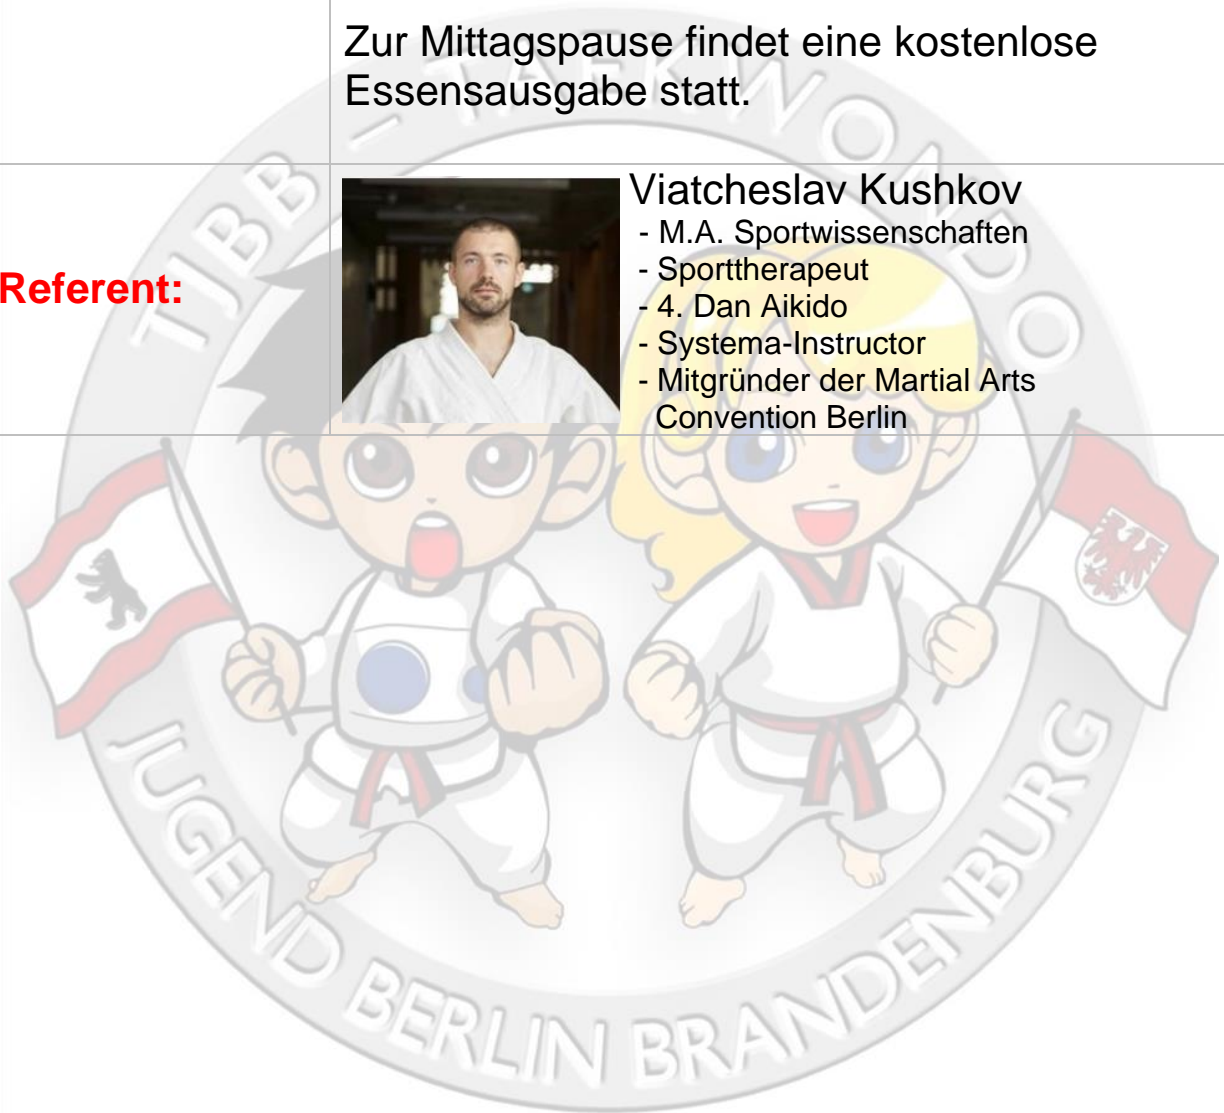 Zur Mittagspause findet eine kostenlose
Essensausgabe statt.
Referent:
Viatcheslav Kushkov
- M.A. Sportwissenschaften
- Sporttherapeut
- 4. Dan Aikido
- Systema-Instructor
- Mitgründer der Martial Arts
Convention Berlin
TJBB – TAEKWONDO
JUGEND BERLIN BRANDENBURG